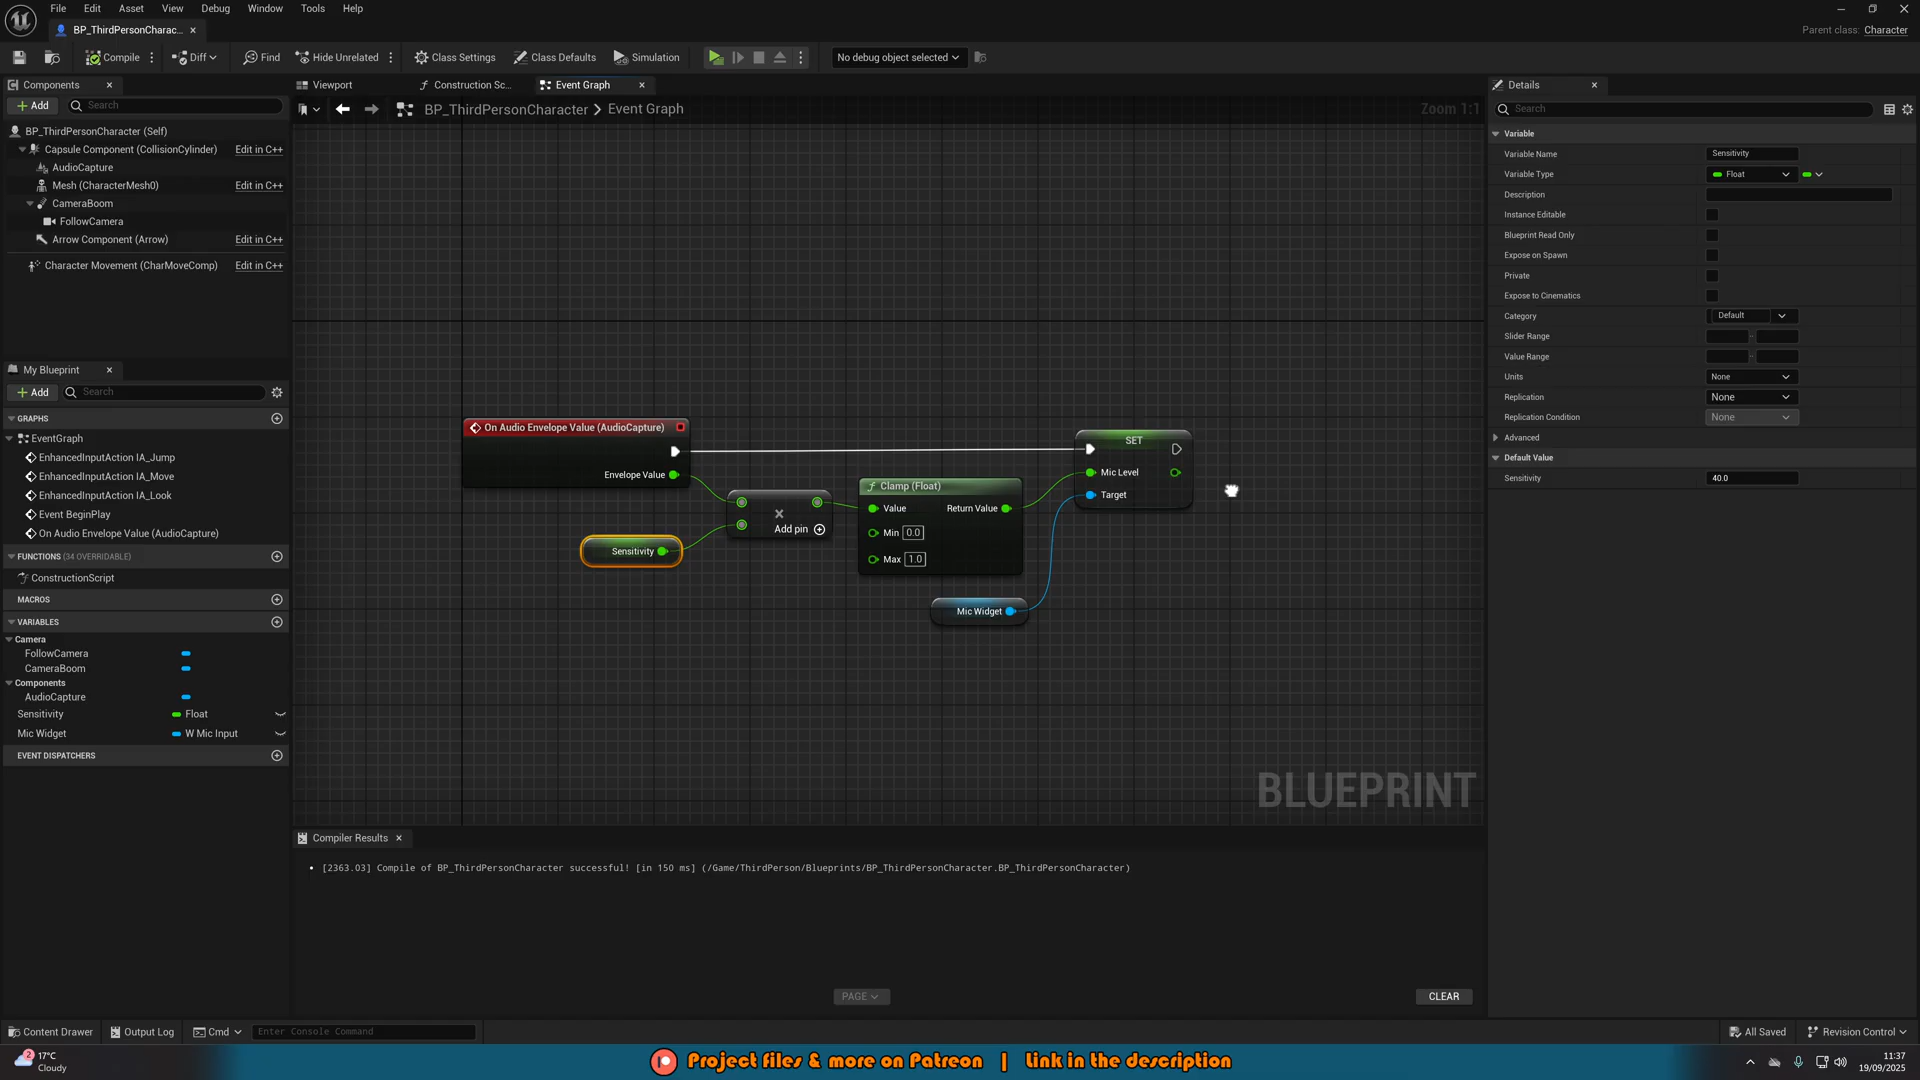 File Edit Asset View Debug Window Tools Help
BP_ThirdPersonCharac...
Parent class: Character
Compile Diff Find Hide Unrelated Class Settings Class Defaults Simulation No debug object selected
Components
Add Search
BP_ThirdPersonCharacter (Self)
Capsule Component (CollisionCylinder) Edit in C++
AudioCapture
Mesh (CharacterMesh0) Edit in C++
CameraBoom
FollowCamera
Arrow Component (Arrow) Edit in C++
Character Movement (CharMoveComp) Edit in C++
My Blueprint
Add Search
GRAPHS
EventGraph
EnhancedInputAction IA_Jump
EnhancedInputAction IA_Move
EnhancedInputAction IA_Look
Event BeginPlay
On Audio Envelope Value (AudioCapture)
FUNCTIONS (34 OVERRIDABLE)
ConstructionScript
MACROS
VARIABLES
Camera
FollowCamera
CameraBoom
Components
AudioCapture
Sensitivity Float
Mic Widget W Mic Input
EVENT DISPATCHERS
Viewport Construction Sc... Event Graph
BP_ThirdPersonCharacter > Event Graph
Zoom 1:1
On Audio Envelope Value (AudioCapture)
Envelope Value
Sensitivity
Add pin
Clamp (Float)
Value Return Value
Min 0.0
Max 1.0
Mic Widget
SET
Mic Level
Target
BLUEPRINT
Compiler Results
[2363.03] Compile of BP_ThirdPersonCharacter successful! [in 150 ms] (/Game/ThirdPerson/Blueprints/BP_ThirdPersonCharacter.BP_ThirdPersonCharacter)
PAGE
CLEAR
Details
Search
Variable
Variable Name Sensitivity
Variable Type Float
Description
Instance Editable
Blueprint Read Only
Expose on Spawn
Private
Expose to Cinematics
Category Default
Slider Range
Value Range
Units None
Replication None
Replication Condition None
Advanced
Default Value
Sensitivity 40.0
Content Drawer Output Log Cmd Enter Console Command All Saved Revision Control
2 17°C
Cloudy
Project files & more on Patreon | Link in the description
11:37
19/09/2025